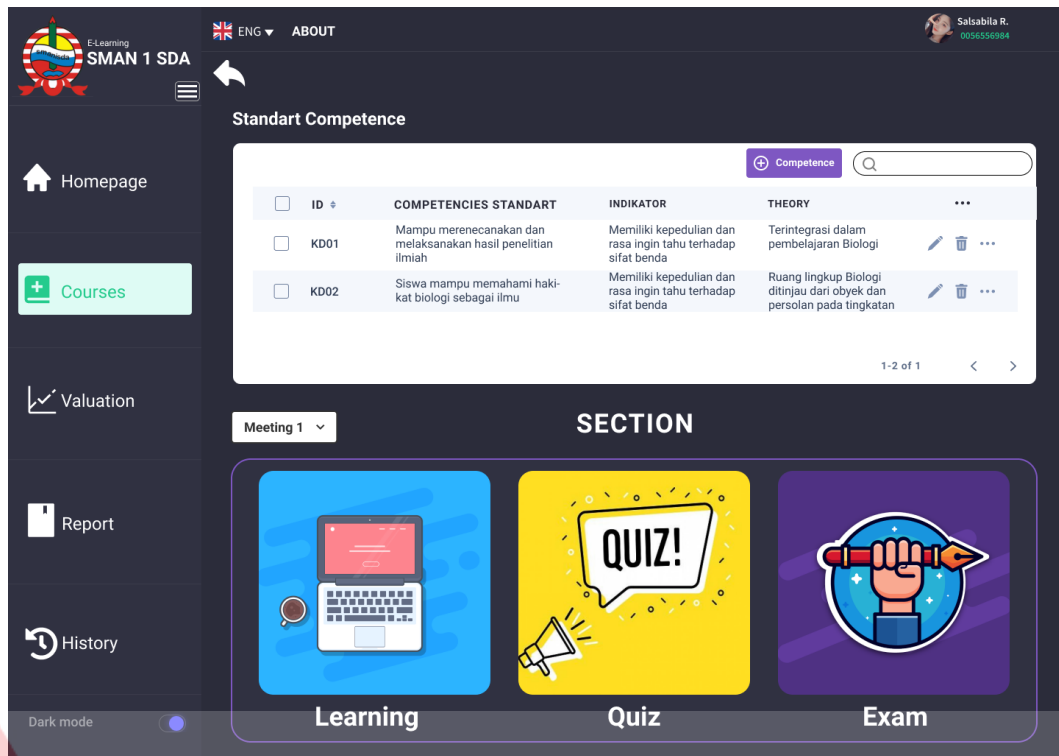 E-Learning
SMAN 1 SDA
ENG ABOUT
Salsabila R.
0056556984
Homepage
Courses
Valuation
Report
History
Dark mode
Standart Competence
Competence
ID COMPETENCIES STANDART INDIKATOR THEORY ...
KD01
Mampu merenecanakan dan
melaksanakan hasil penelitian
ilmiah
Memiliki kepedulian dan
rasa ingin tahu terhadap
sifat benda
Terintegrasi dalam
pembelajaran Biologi
...
KD02
Siswa mampu memahami haki-
kat biologi sebagai ilmu
Memiliki kepedulian dan
rasa ingin tahu terhadap
sifat benda
Ruang lingkup Biologi
ditinjau dari obyek dan
persolan pada tingkatan
...
1-2 of 1 < >
Meeting 1
SECTION
QUIZ!
Learning
Quiz
Exam